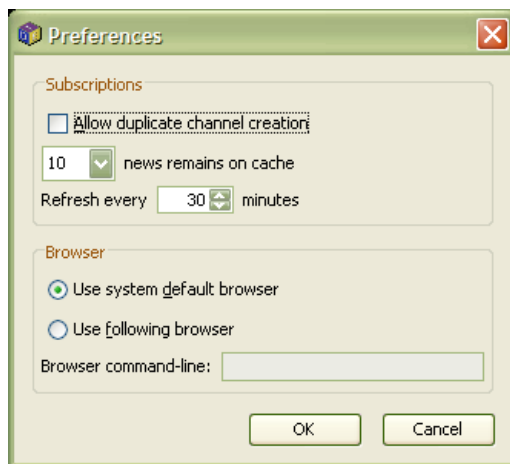 Preferences
Subscriptions
Allow duplicate channel creation
10 news remains on cache
Refresh every 30 minutes
Browser
Use system default browser
Use following browser
Browser command-line:
OK Cancel